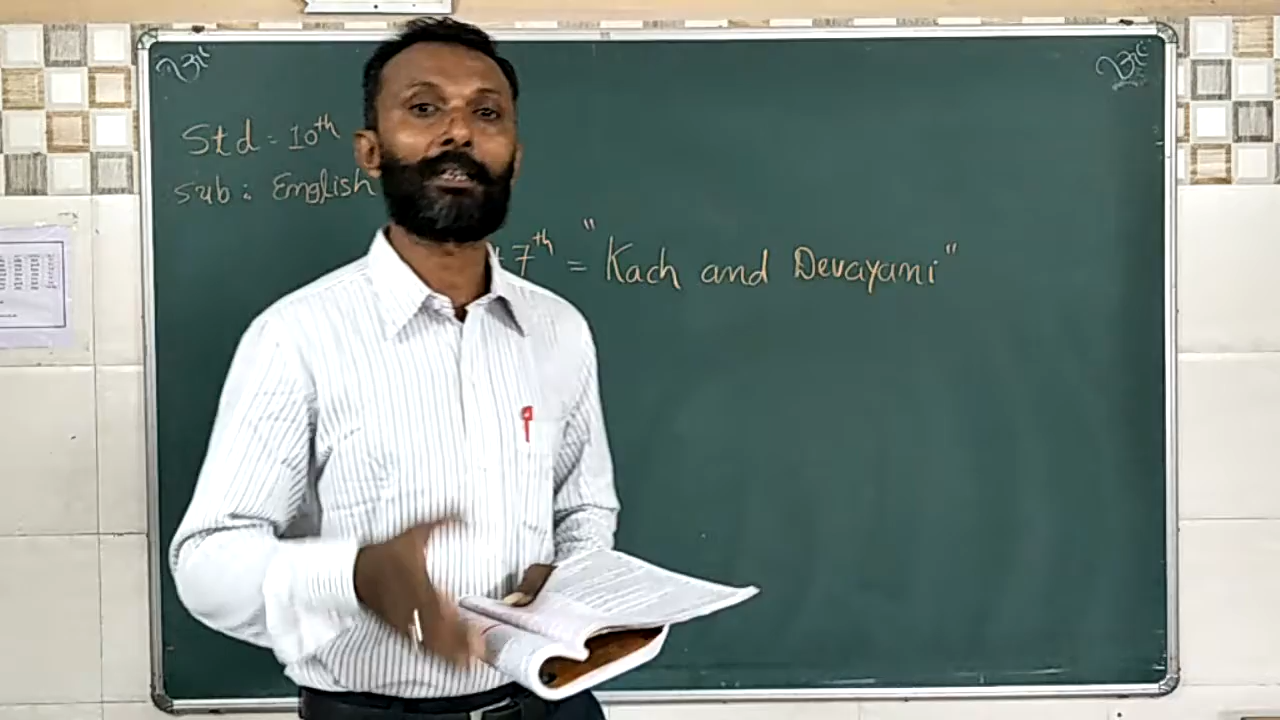 Std = 10th
Sub : English
7th = "Kach and Devayani"